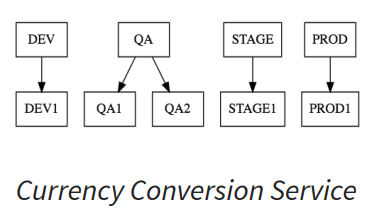 DEV QA STAGE PROD
DEV1 QA1 QA2 STAGE1 PROD1
Currency Conversion Service